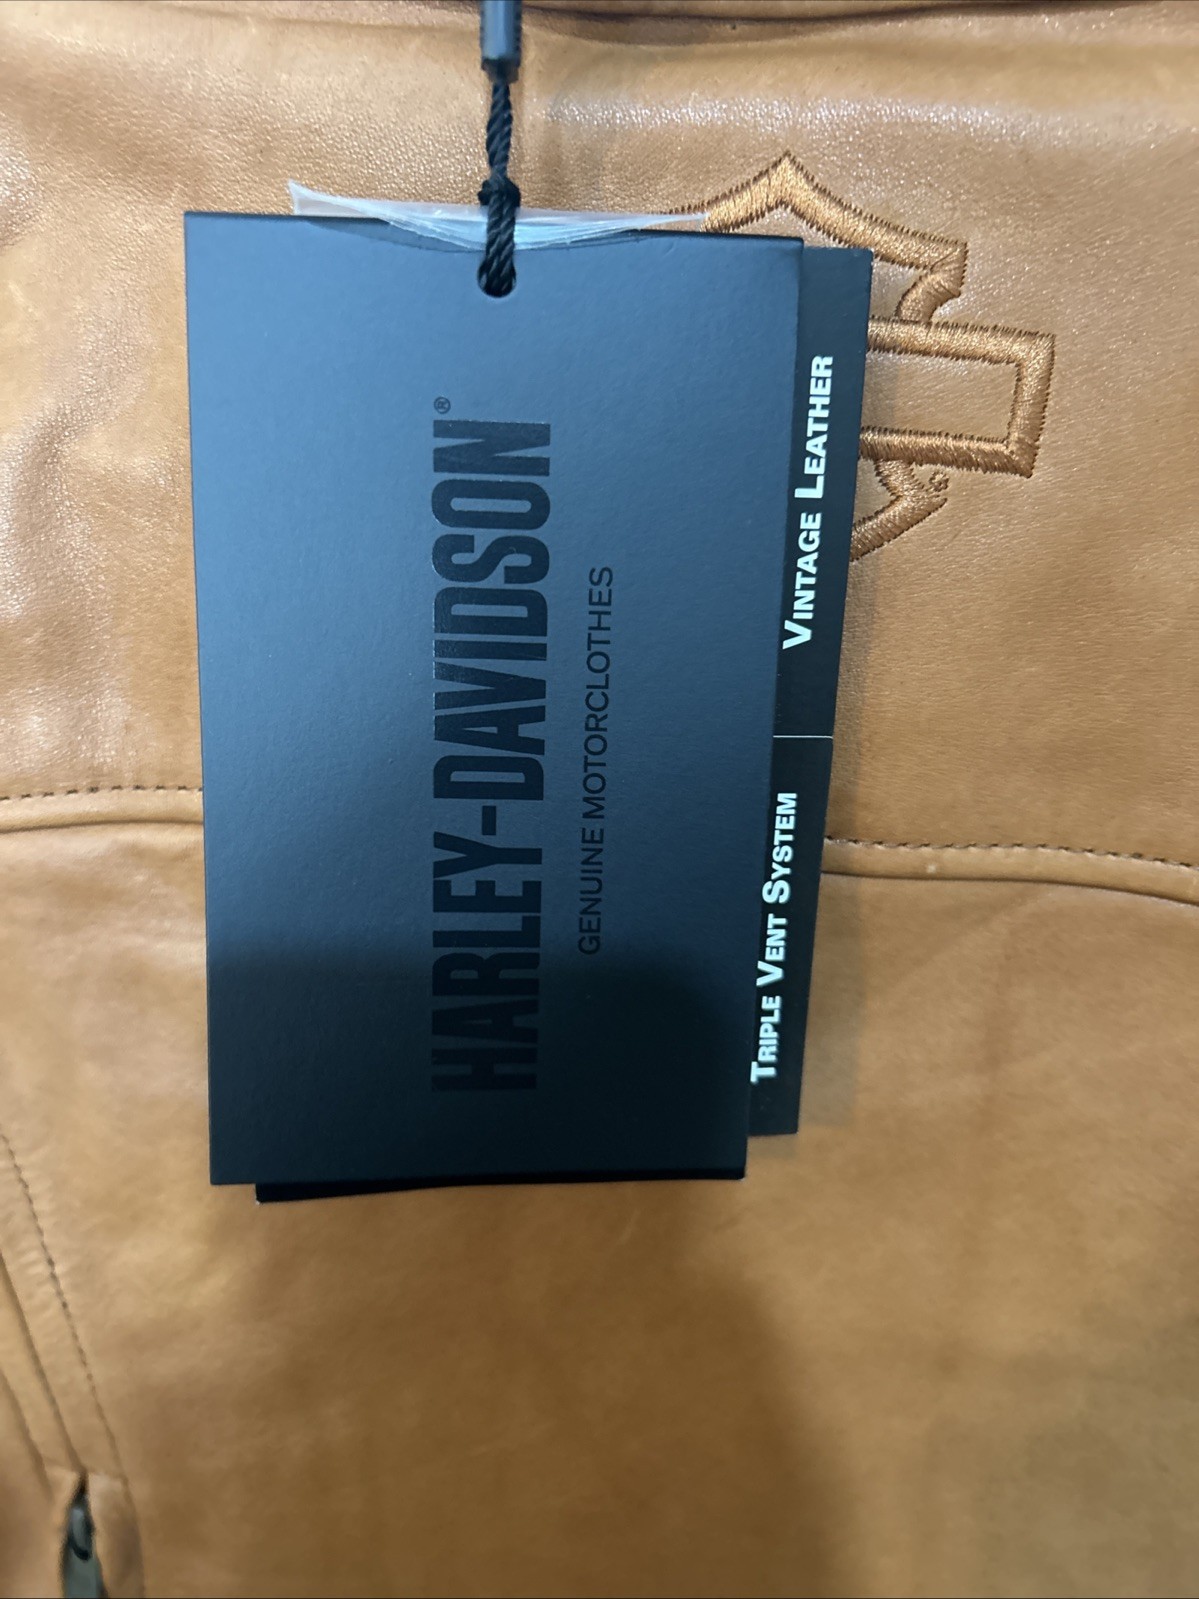 HARLEY-DAVIDSON®
GENUINE MOTORCLOTHES
TRIPLE VENT SYSTEM
VINTAGE LEATHER
®